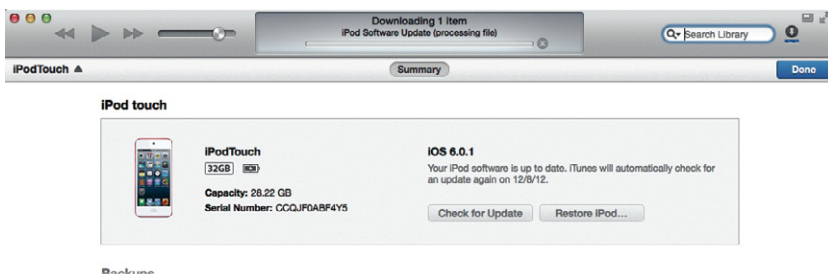 Downloading 1 item
iPod Software Update (processing file)
Search Library
iPodTouch
Summary
Done
iPod touch
iPodTouch
32GB
Capacity: 28.22 GB
Serial Number: CCQJF0ABF4Y5
iOS 6.0.1
Your iPod software is up to date. iTunes will automatically check for
an update again on 12/8/12.
Check for Update
Restore iPod...
Backups